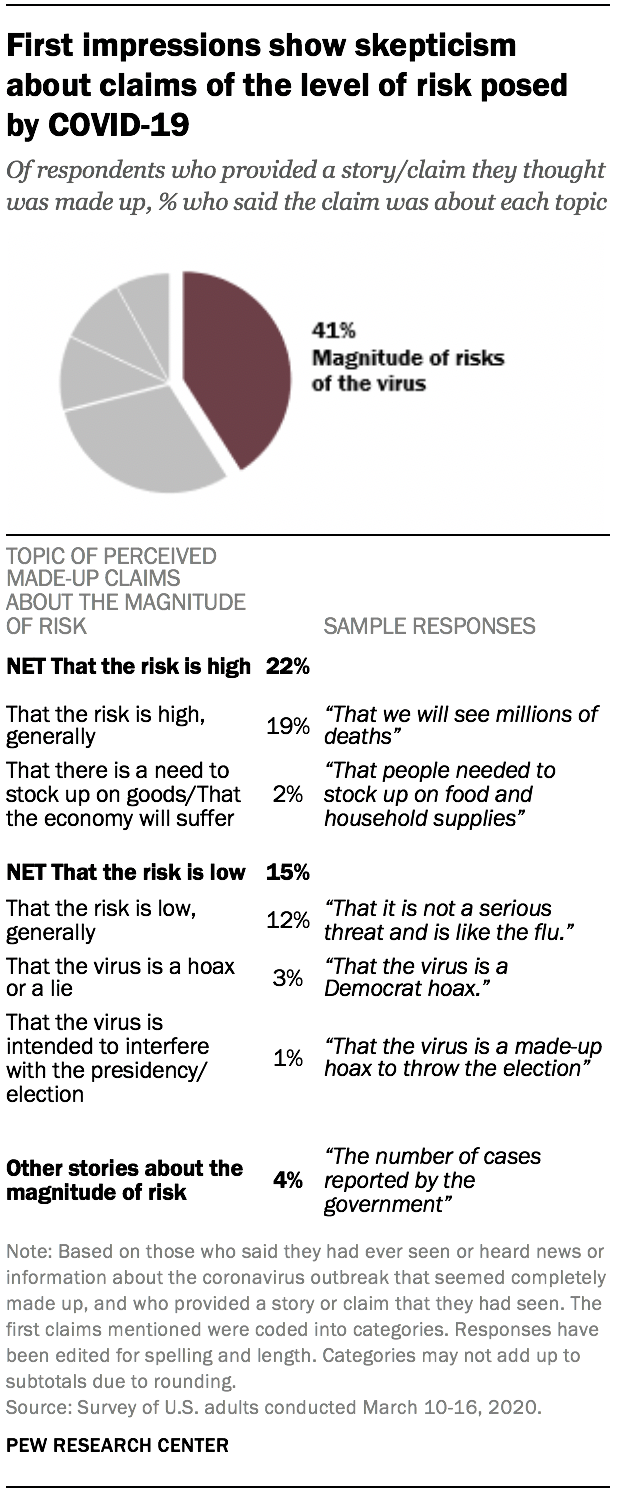 First impressions show skepticism
about claims of the level of risk posed
by COVID-19
Of respondents who provided a story/claim they thought
was made up, % who said the claim was about each topic
41%
Magnitude of risks
of the virus
TOPIC OF PERCEIVED
MADE-UP CLAIMS
ABOUT THE MAGNITUDE
OF RISK
SAMPLE RESPONSES
NET That the risk is high 22%
That the risk is high,
generally
19%
“That we will see millions of
deaths”
That there is a need to
stock up on goods/That
the economy will suffer
2%
“That people needed to
stock up on food and
household supplies”
NET That the risk is low 15%
That the risk is low,
generally
12%
“That it is not a serious
threat and is like the flu.”
That the virus is a hoax
or a lie
3%
“That the virus is a
Democrat hoax.”
That the virus is
intended to interfere
with the presidency/
election
1%
“That the virus is a made-up
hoax to throw the election”
Other stories about the
magnitude of risk
4%
“The number of cases
reported by the
government”
Note: Based on those who said they had ever seen or heard news or
information about the coronavirus outbreak that seemed completely
made up, and who provided a story or claim that they had seen. The
first claims mentioned were coded into categories. Responses have
been edited for spelling and length. Categories may not add up to
subtotals due to rounding.
Source: Survey of U.S. adults conducted March 10-16, 2020.
PEW RESEARCH CENTER